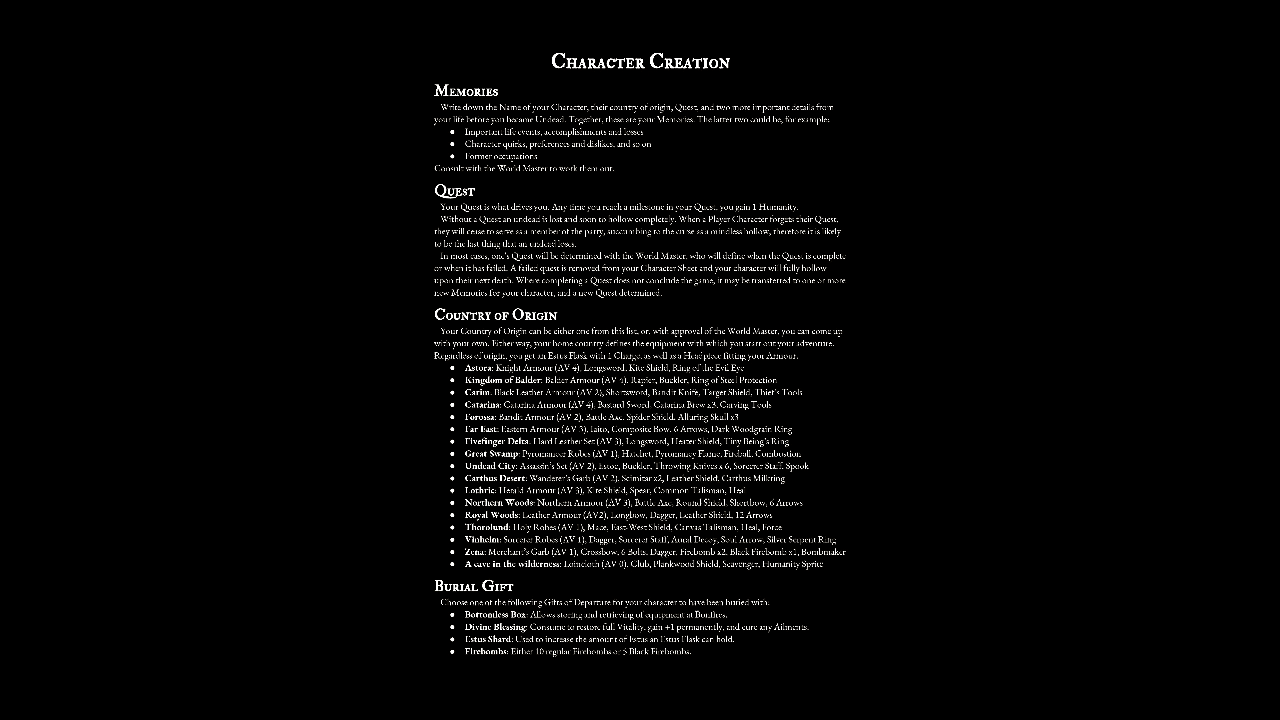 Character Creation
Memories
Write down the Name of your Character, their country of origin, Quest, and two more important details from
your life before you became Undead. Together, these are your Memories. The latter two could be, for example:
● Important life events, accomplishments and losses
● Character quirks, preferences and dislikes, and so on
● Former occupations
Consult with the World Master to work them out.
Quest
Your Quest is what drives you. Any time you reach a milestone in your Quest, you gain 1 Humanity.
Without a Quest an undead is lost and soon to hollow completely. When a Player Character forgets their Quest,
they will cease to serve as a member of the party, succumbing to the curse as a mindless hollow, therefore it is likely
to be the last thing that an undead loses.
In most cases, one's Quest will be determined with the World Master, who will define when the Quest is complete
or when it has failed. A failed quest is removed from your Character Sheet and your character will fully hollow
upon their next death. Where completing a Quest does not conclude the game, it may be transferred to one or more
new Memories for your character, and a new Quest determined.
Country of Origin
Your Country of Origin can be either one from this list, or, with approval of the World Master, you can come up
with your own. Either way, your home country defines the equipment with which you start out your adventure.
Regardless of origin, you get an Estus Flask with 1 Charge, as well as a Headpiece fitting your Armour.
● Astora: Knight Armour (AV 4), Longsword, Kite Shield, Ring of the Evil Eye
● Kingdom of Balder: Balder Armour (AV 4), Rapier, Buckler, Ring of Steel Protection
● Carim: Black Leather Armour (AV 2), Shortsword, Bandit Knife, Target Shield, Thief's Tools
● Catarina: Catarina Armour (AV 4), Bastard Sword, Catarina Brew x3, Carving Tools
● Forossa: Bandit Armour (AV 2), Battle Axe, Spider Shield, Alluring Skull x3
● Far East: Eastern Armour (AV 3), Iaito, Composite Bow, 6 Arrows, Dark Woodgrain Ring
● Fivefinger Delta: Hard Leather Set (AV 3), Longsword, Heater Shield, Tiny Being's Ring
● Great Swamp: Pyromancer Robes (AV 1), Hatchet, Pyromancy Flame, Fireball, Combustion
● Undead City: Assassin's Set (AV 2), Estoc, Buckler, Throwing Knives x 6, Sorcerer Staff, Spook
● Carthus Desert: Wanderer's Garb (AV 2), Scimitar x2, Leather Shield, Carthus Milkring
● Lothric: Herald Armour (AV 3), Kite Shield, Spear, Common Talisman, Heal
● Northern Woods: Northern Armour (AV 3), Battle Axe, Round Shield, Shortbow, 6 Arrows
● Royal Woods: Leather Armour (AV2), Longbow, Dagger, Leather Shield, 12 Arrows
● Thorolund: Holy Robes (AV 1), Mace, East-West Shield, Canvas Talisman, Heal, Force
● Vinheim: Sorcerer Robes (AV 1), Dagger, Sorcerer Staff, Aural Decoy, Soul Arrow, Silver Serpent Ring
● Zena: Merchant's Garb (AV 1), Crossbow, 6 Bolts, Dagger, Firebomb x2, Black Firebomb x1, Bombmaker
● A cave in the wilderness: Loincloth (AV 0), Club, Plankwood Shield, Scavenger, Humanity Sprite
Burial Gift
Choose one of the following Gifts of Departure for your character to have been buried with.
● Bottomless Box: Allows storing and retrieving of equipment at Bonfires.
● Divine Blessing: Consume to restore full Vitality, gain +1 permanently, and cure any Ailments.
● Estus Shard: Used to increase the amount of Estus an Estus Flask can hold.
● Firebombs: Either 10 regular Firebombs or 5 Black Firebombs.